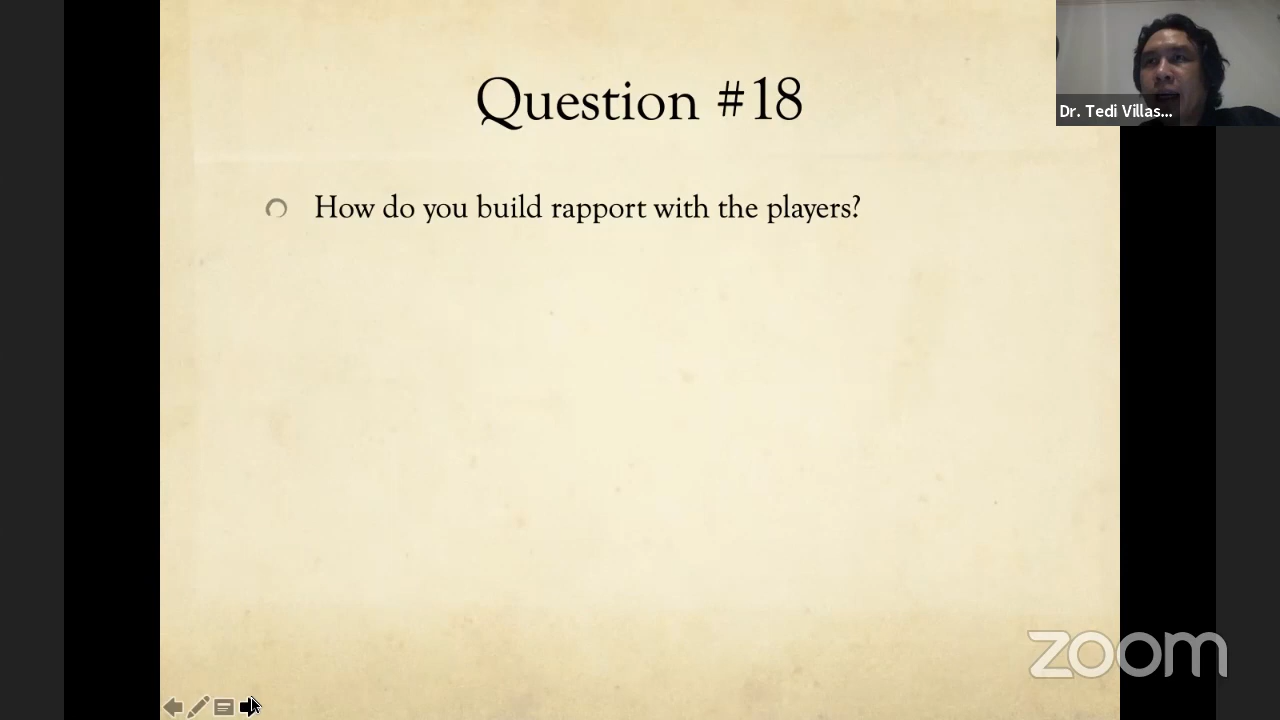 Question #18
Dr. Tedi Villas...
How do you build rapport with the players?
zoom